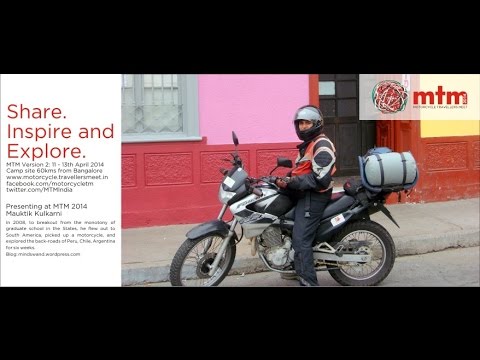 Share.
Inspire and
Explore.
MTM Version 2: 11 - 13th April 2014
Camp site 60kms from Bangalore
www.motorcycle.travellersmeet.in
facebook.com/motorcycletm
twitter.com/MTMIndia
Presenting at MTM 2014
Mauktik Kulkarni
In 2008, to breakout from the monotony of
graduate school in the States, he flew out to
South America, picked up a motorcycle, and
explored the back-roads of Peru, Chile, Argentina
for six weeks.
Blog: mindswand.wordpress.com
mtm
MOTORCYCLE TRAVELLERS MEET